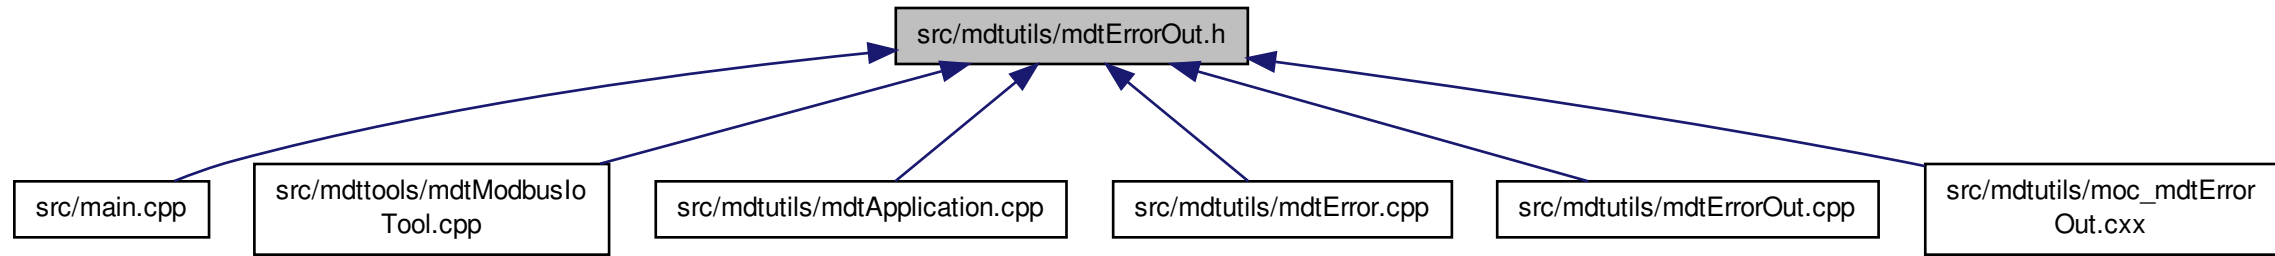 src/mdtutils/mdtErrorOut.h
src/main.cpp
src/mdttools/mdtModbusIo
Tool.cpp
src/mdtutils/mdtApplication.cpp
src/mdtutils/mdtError.cpp
src/mdtutils/mdtErrorOut.cpp
src/mdtutils/moc_mdtError
Out.cxx